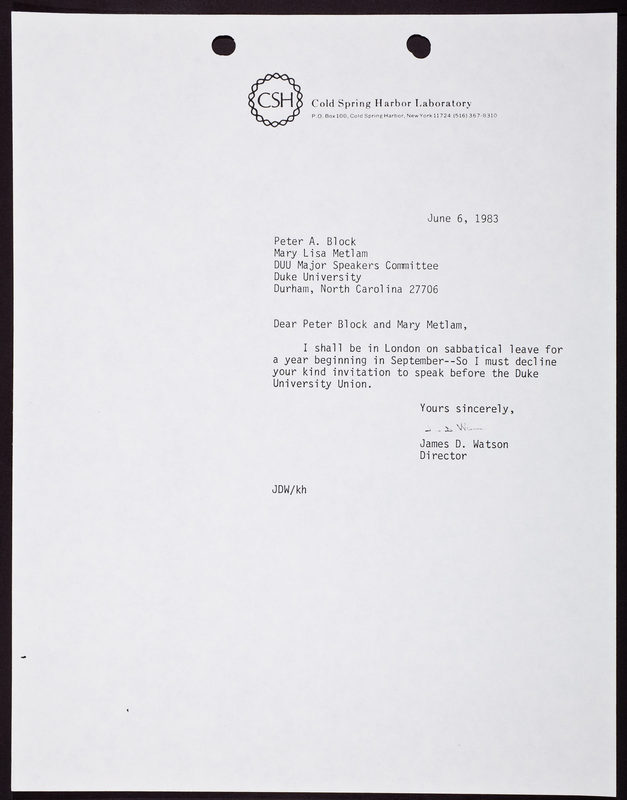 CSH
Cold Spring Harbor Laboratory
P.O. Box 100, Cold Spring Harbor, New York 11724 (516) 367-8310
June 6, 1983
Peter A. Block
Mary Lisa Metlam
DUU Major Speakers Committee
Duke University
Durham, North Carolina 27706
Dear Peter Block and Mary Metlam,
I shall be in London on sabbatical leave for
a year beginning in September--So I must decline
your kind invitation to speak before the Duke
University Union.
Yours sincerely,
James D. Watson
Director
JDW/kh